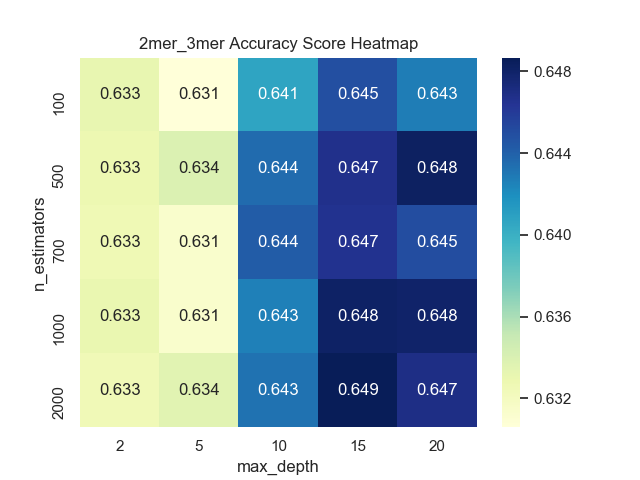 2mer_3mer Accuracy Score Heatmap
n_estimators
100 0.633 0.631 0.641 0.645 0.643
500 0.633 0.634 0.644 0.647 0.648
700 0.633 0.631 0.644 0.647 0.645
1000 0.633 0.631 0.643 0.648 0.648
2000 0.633 0.634 0.643 0.649 0.647
2 5 10 15 20
max_depth
0.648
0.644
0.640
0.636
0.632